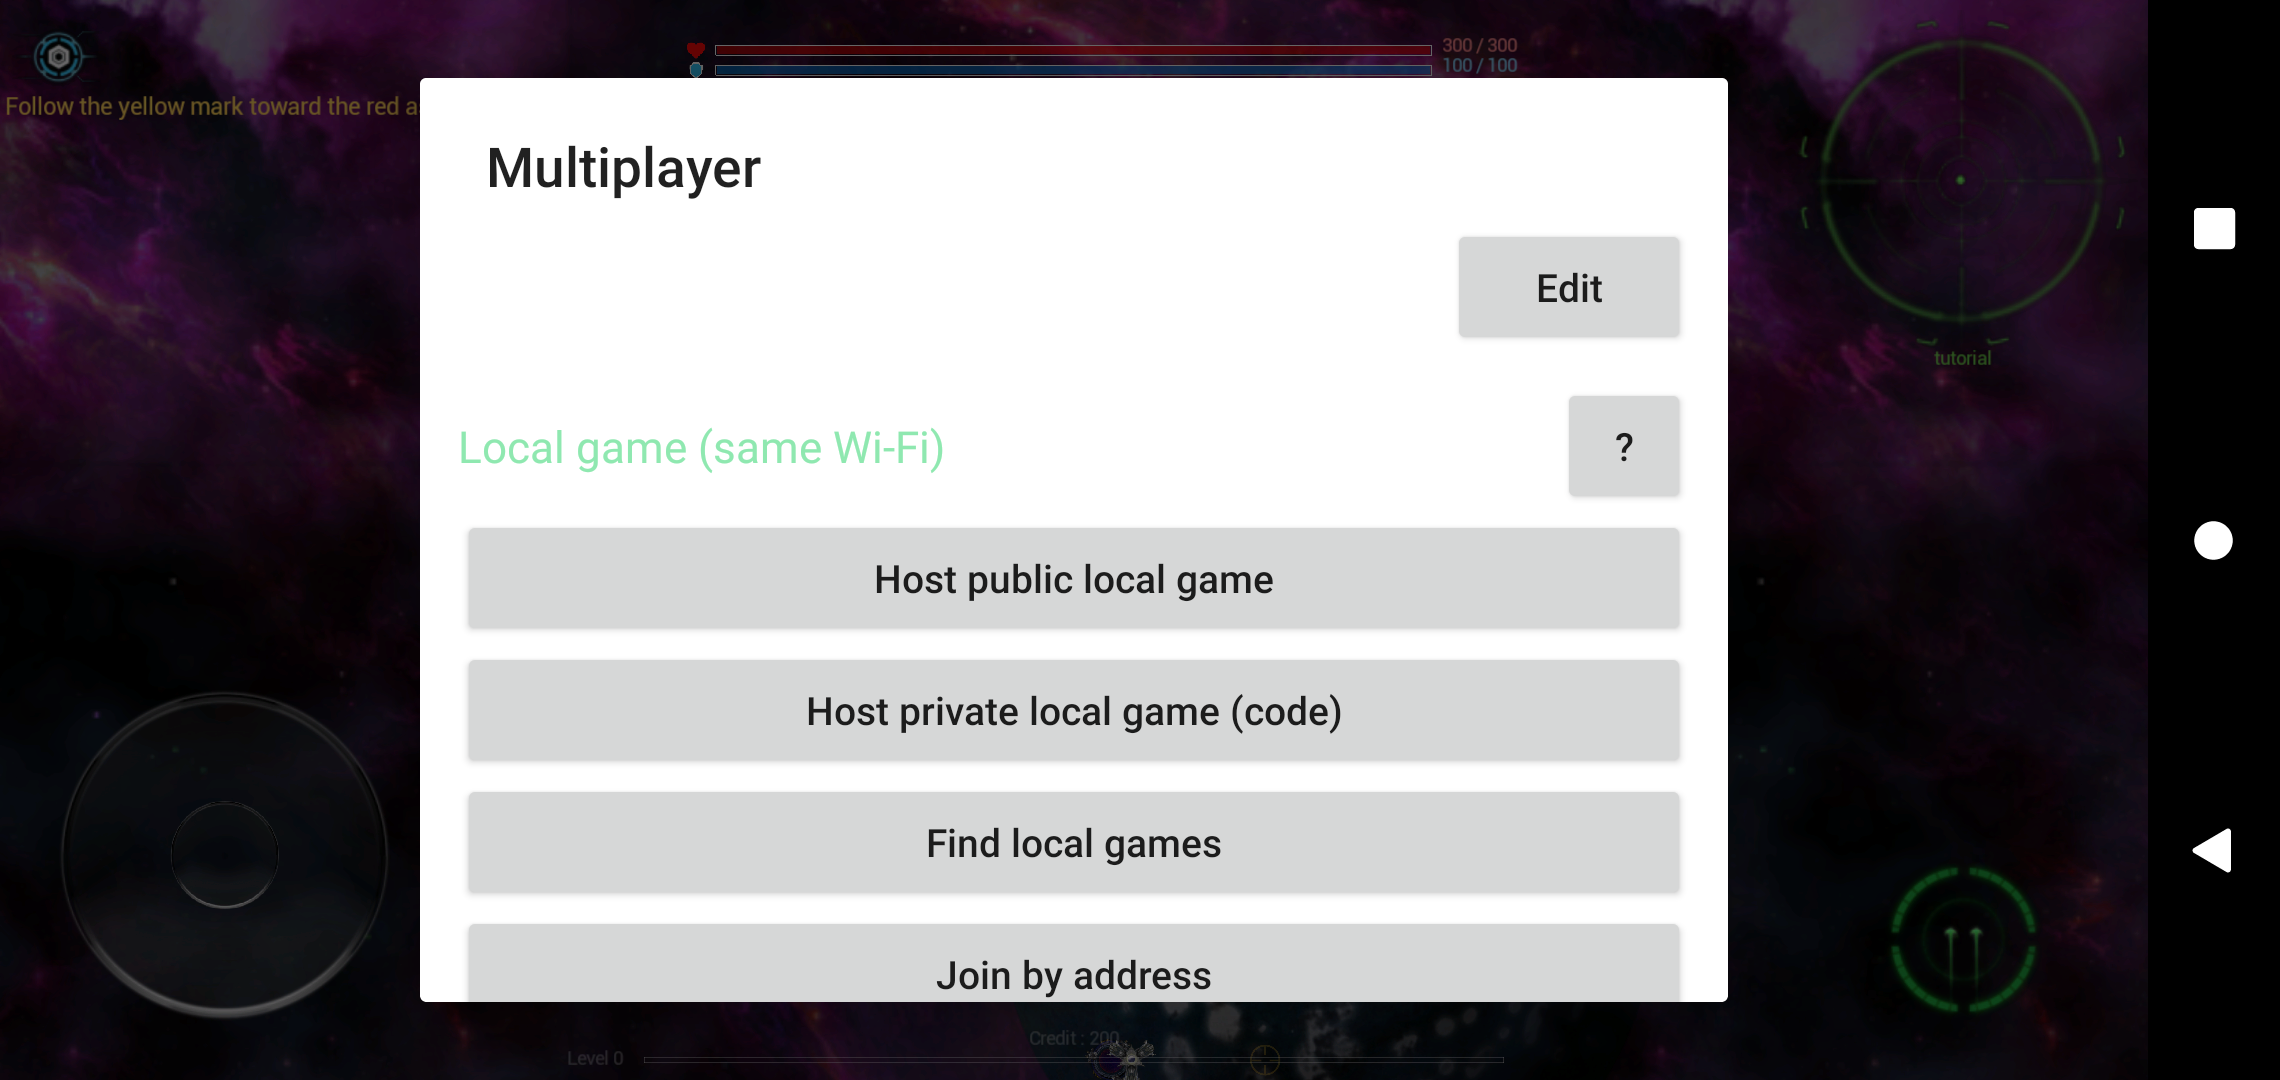 300 / 300
100 / 100
Follow the yellow mark toward the red a
Multiplayer
Edit
tutorial
Local game (same Wi-Fi)
?
Host public local game
Host private local game (code)
Find local games
Join by address
Credit : 200
Level 0